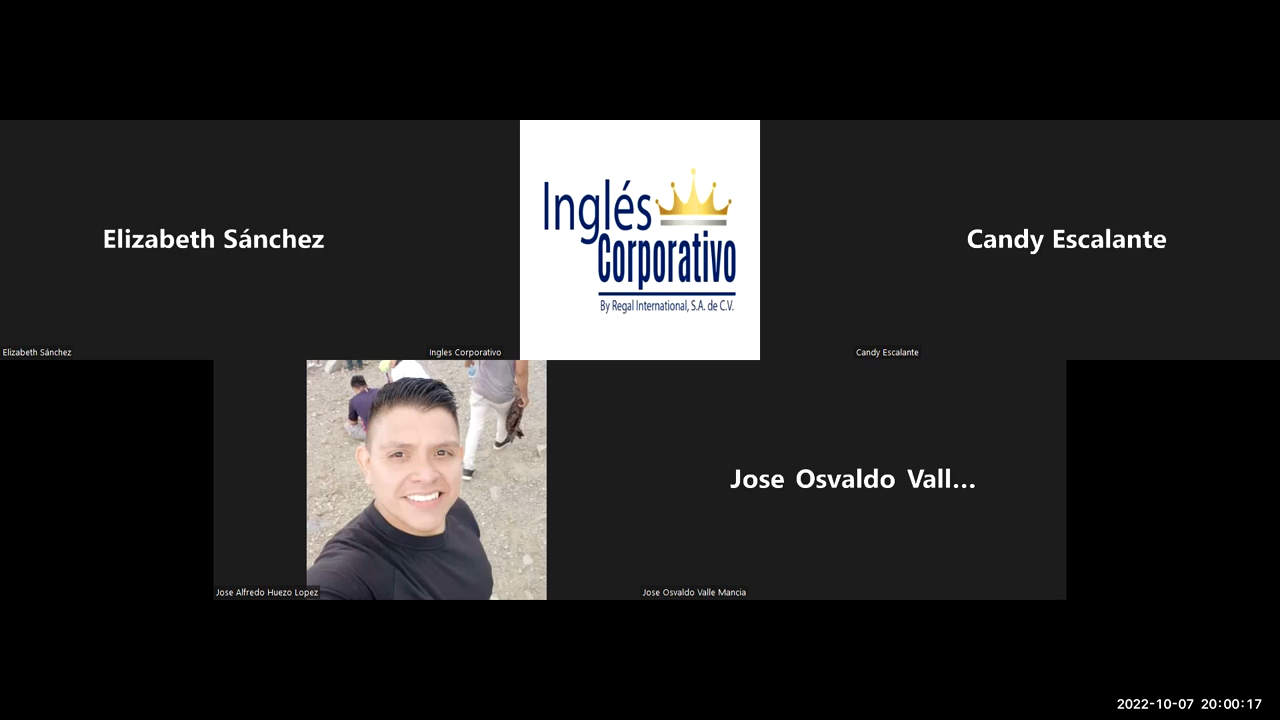 Elizabeth Sánchez
Inglés
Corporativo
By Regal International, S.A. de C.V.
Candy Escalante
Elizabeth Sánchez
Ingles Corporativo
Candy Escalante
Jose Osvaldo Vall...
Jose Alfredo Huezo Lopez
Jose Osvaldo Valle Mancia
2022-10-07 20:00:17